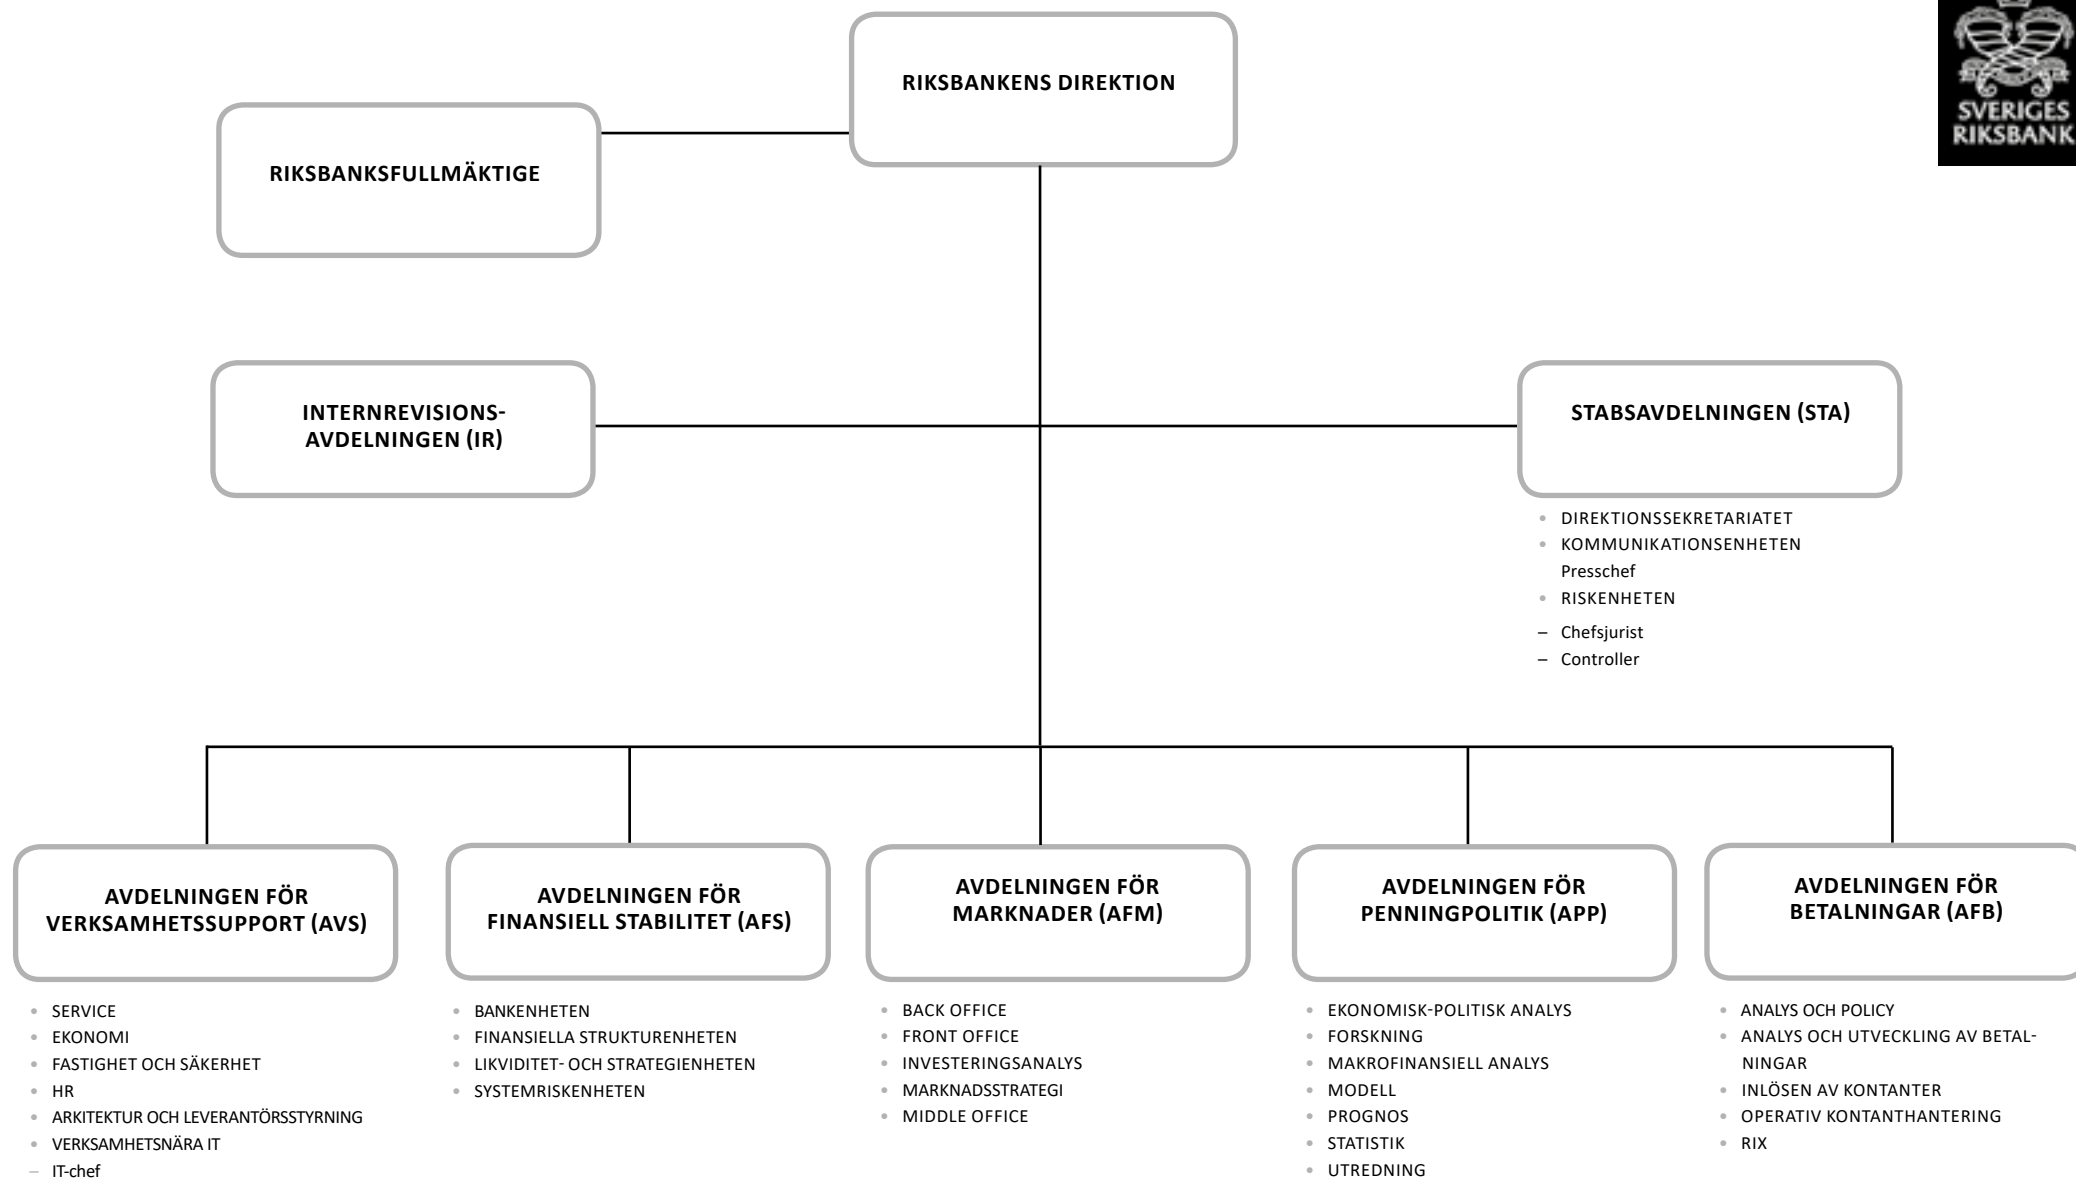 RIKSBANKENS DIREKTION
SVERIGES
RIKSBANK
RIKSBANKSFULLMÄKTIGE
INTERNREVISIONS-
AVDELNINGEN (IR)
STABSAVDELNINGEN (STA)
• DIREKTIONSSEKRETARIATET
• KOMMUNIKATIONSENHETEN
Presschef
• RISKENHETEN
– Chefsjurist
– Controller
AVDELNINGEN FÖR
VERKSAMHETSSUPPORT (AVS)
• SERVICE
• EKONOMI
• FASTIGHET OCH SÄKERHET
• HR
• ARKITEKTUR OCH LEVERANTÖRSSTYRNING
• VERKSAMHETSNÄRA IT
– IT-chef
AVDELNINGEN FÖR
FINANSIELL STABILITET (AFS)
• BANKENHETEN
• FINANSIELLA STRUKTURENHETEN
• LIKVIDITET- OCH STRATEGIENHETEN
• SYSTEMRISKENHETEN
AVDELNINGEN FÖR
MARKNADER (AFM)
• BACK OFFICE
• FRONT OFFICE
• INVESTERINGSANALYS
• MARKNADSSTRATEGI
• MIDDLE OFFICE
AVDELNINGEN FÖR
PENNINGPOLITIK (APP)
• EKONOMISK-POLITISK ANALYS
• FORSKNING
• MAKROFINANSIELL ANALYS
• MODELL
• PROGNOS
• STATISTIK
• UTREDNING
AVDELNINGEN FÖR
BETALNINGAR (AFB)
• ANALYS OCH POLICY
• ANALYS OCH UTVECKLING AV BETAL-
NINGAR
• INLÖSEN AV KONTANTER
• OPERATIV KONTANTHANTERING
• RIX